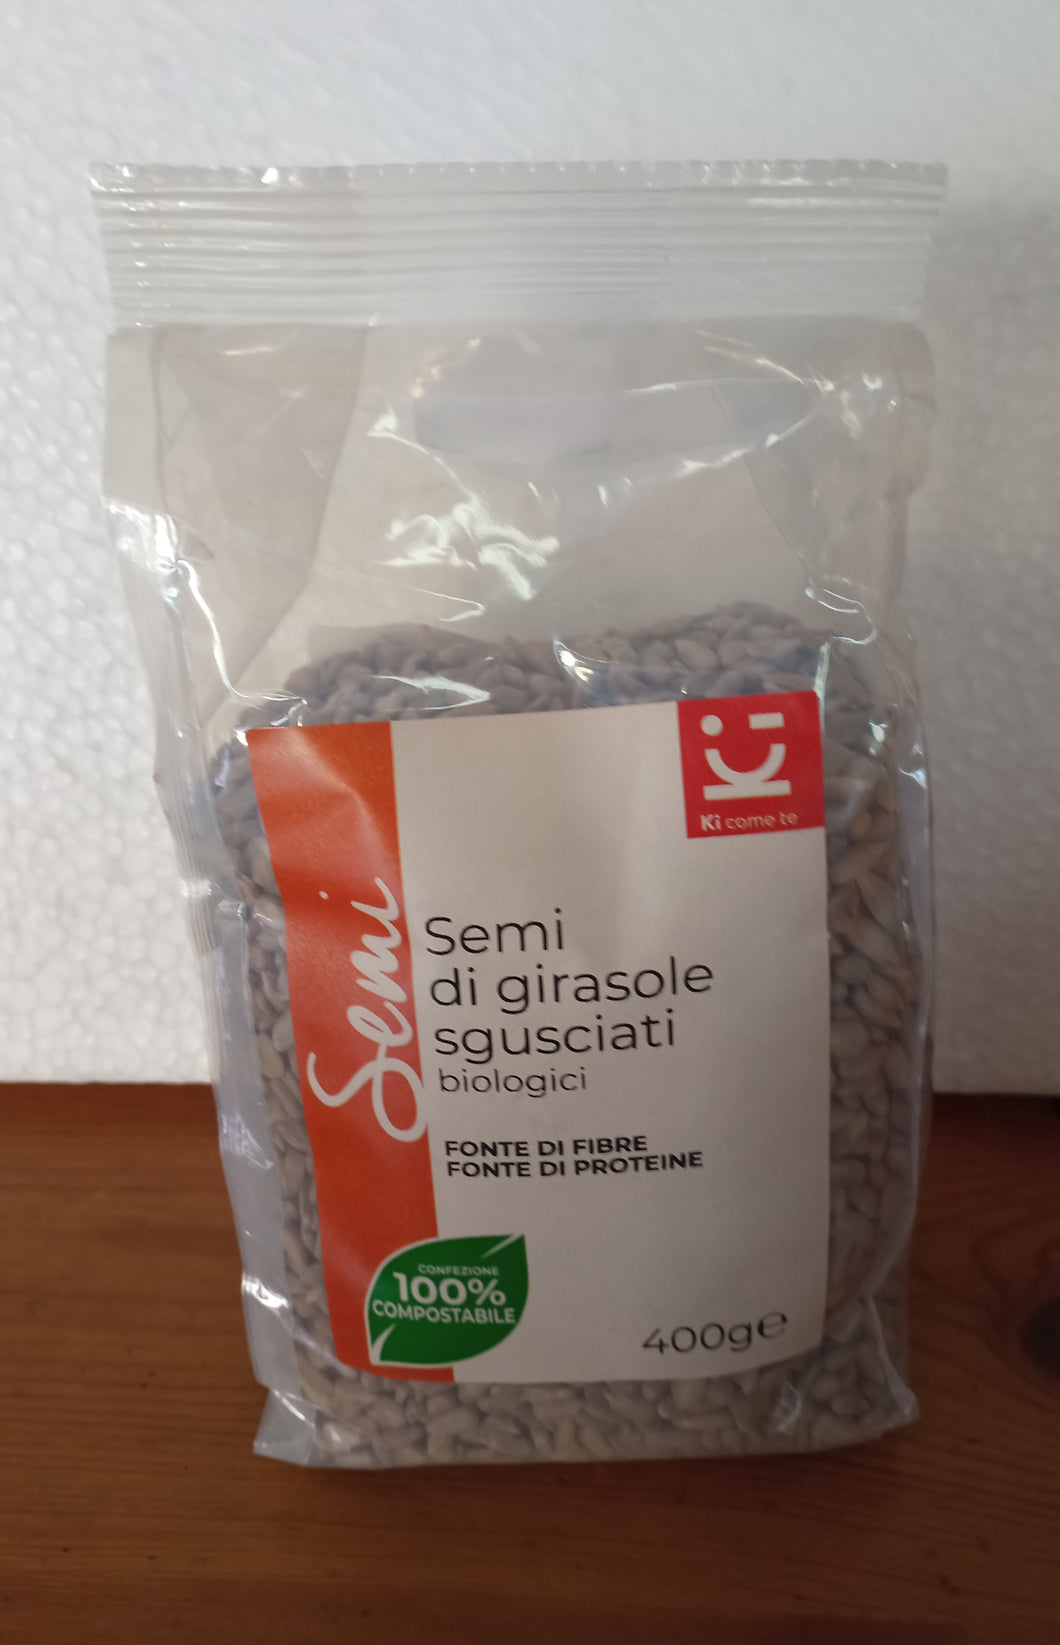 Ki
Ki come te
Semi
Semi
di girasole
sgusciati
biologici
FONTE DI FIBRE
FONTE DI PROTEINE
CONFEZIONE
100%
COMPOSTABILE
400g e